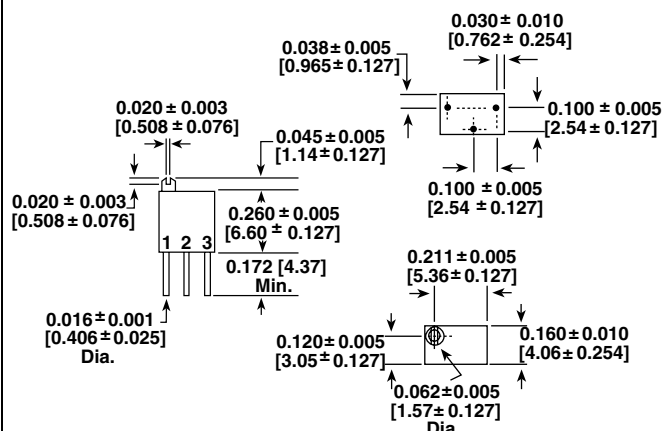 0.030 ± 0.010
[0.762 ± 0.254]
0.038 ± 0.005
[0.965 ± 0.127]
0.100 ± 0.005
[2.54 ± 0.127]
0.100 ± 0.005
[2.54 ± 0.127]
0.020 ± 0.003
[0.508 ± 0.076]
0.045 ± 0.005
[1.14 ± 0.127]
0.020 ± 0.003
[0.508 ± 0.076]
0.260 ± 0.005
[6.60 ± 0.127]
1 2 3
0.172 [4.37]
Min.
0.016 ± 0.001
[0.406 ± 0.025]
Dia.
0.211 ± 0.005
[5.36 ± 0.127]
0.120 ± 0.005
[3.05 ± 0.127]
0.160 ± 0.010
[4.06 ± 0.254]
0.062 ± 0.005
[1.57 ± 0.127]
Dia